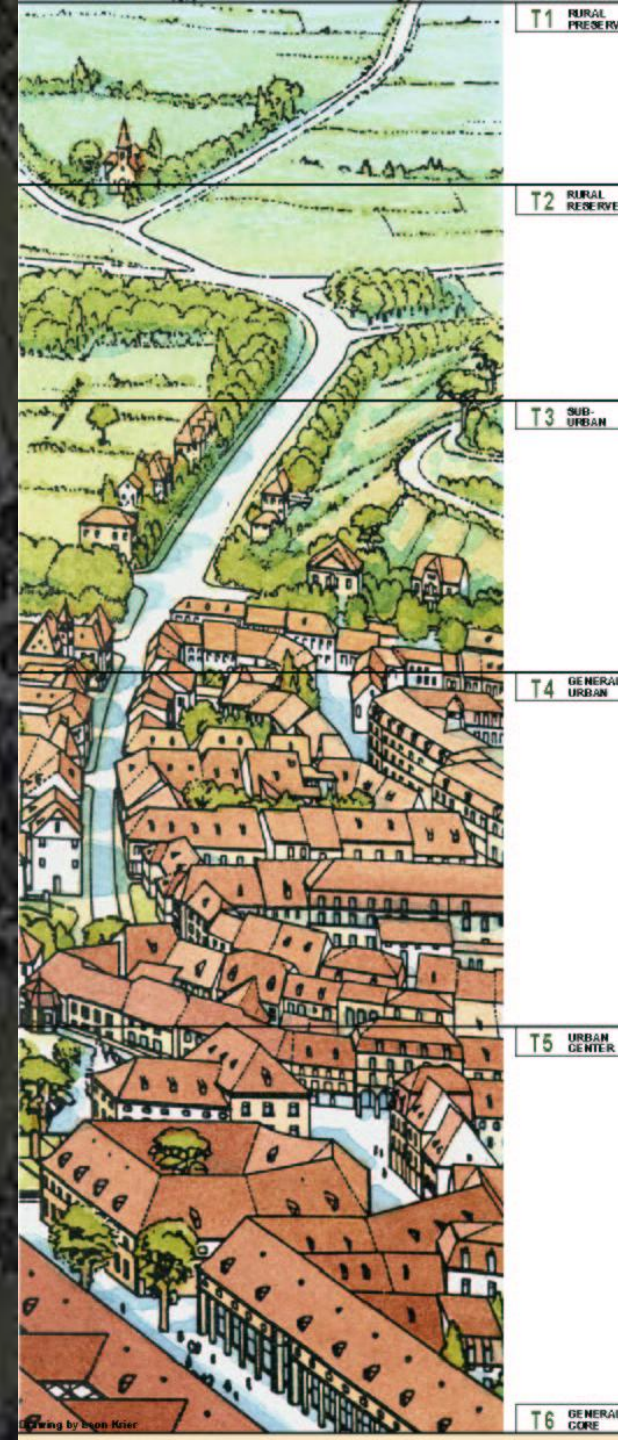 T1 RURAL
PRESERV
T2 RURAL
RESERVE
T3 SUB-
URBAN
T4 GENERAL
URBAN
T5 URBAN
CENTER
Drawing by Leon Krier
T6 GENERAL
CORE